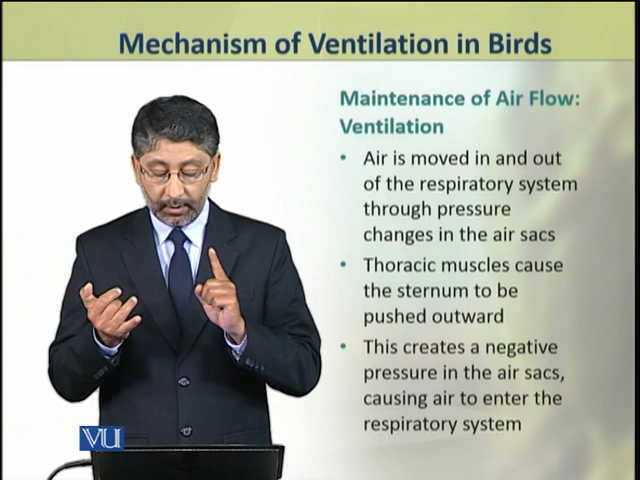 Mechanism of Ventilation in Birds
Maintenance of Air Flow:
Ventilation
• Air is moved in and out
of the respiratory system
through pressure
changes in the air sacs
• Thoracic muscles cause
the sternum to be
pushed outward
• This creates a negative
pressure in the air sacs,
causing air to enter the
respiratory system
VU